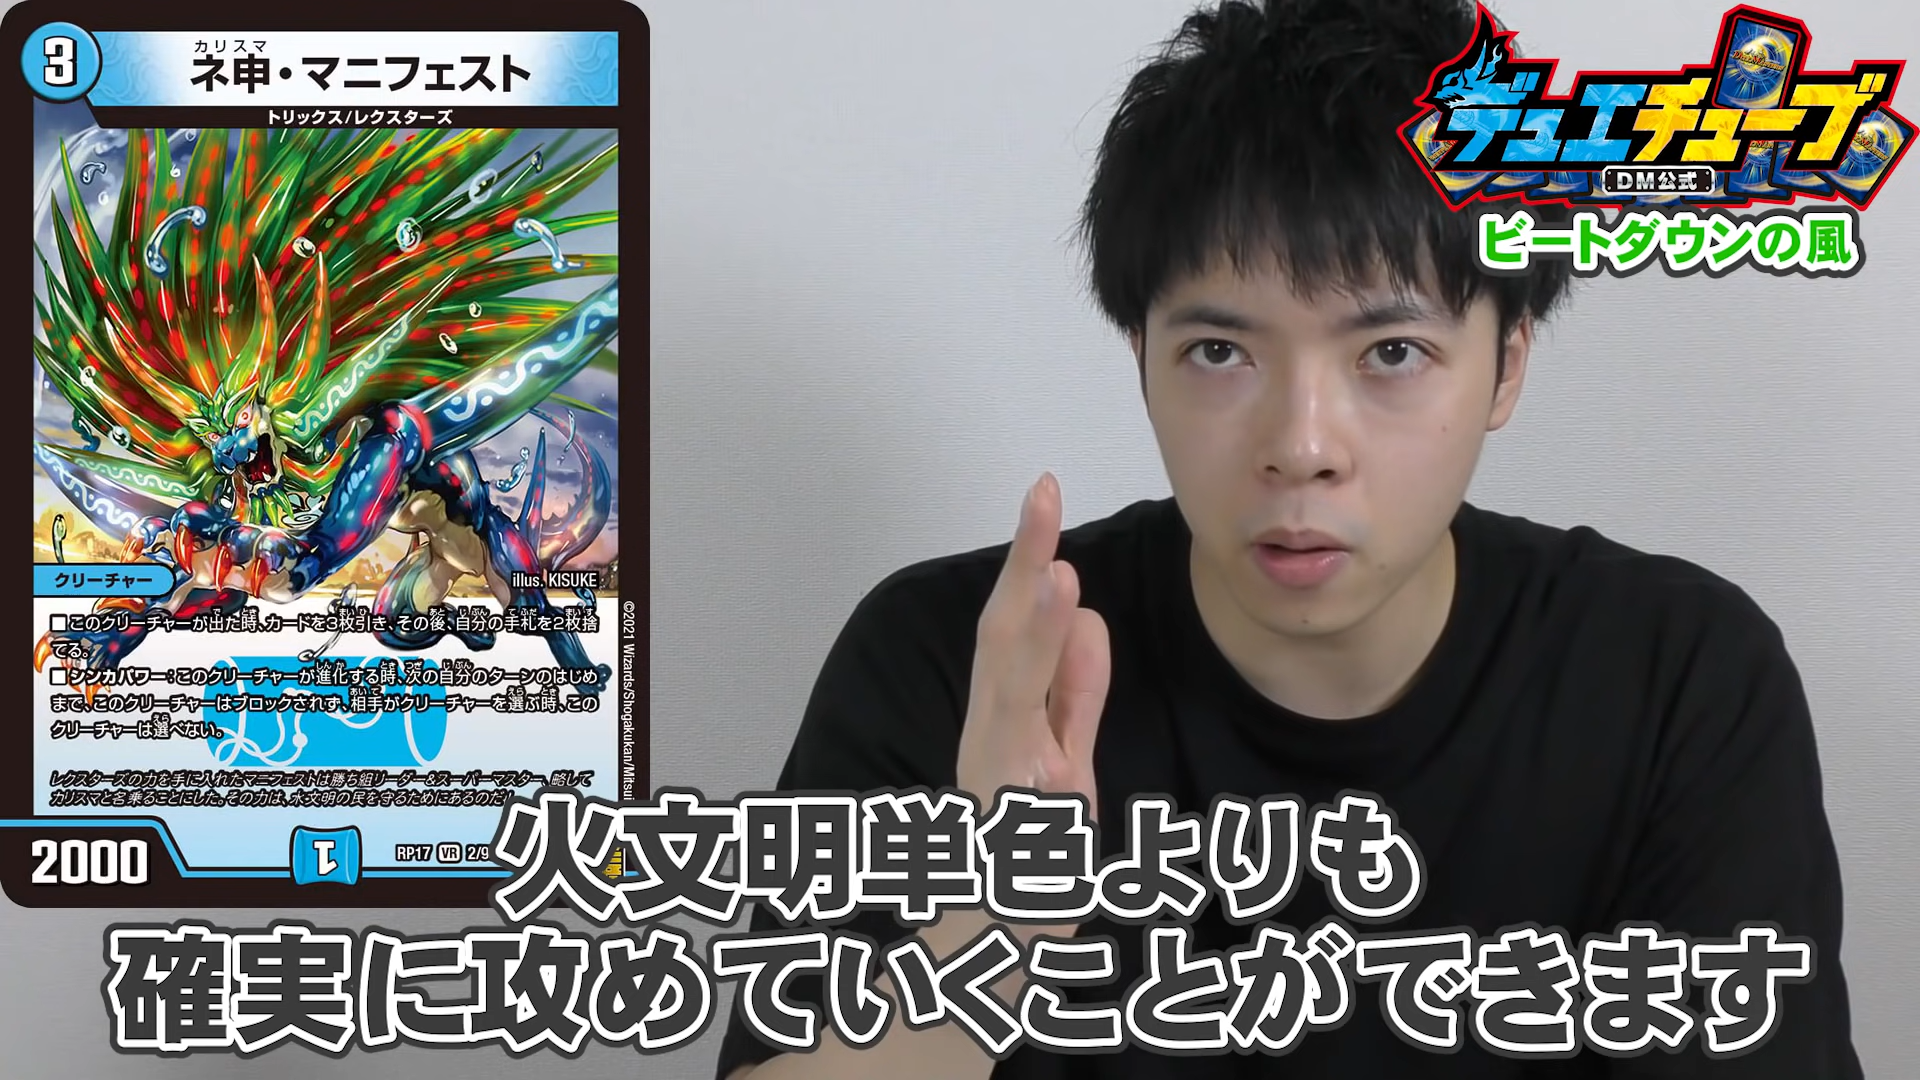 3
カリスマ
ネ申・マニフェスト
トリックス/レクスターズ
デュエチューブ
DM公式
ビートダウンの風
クリーチャー
illus. KISUKE
■このクリーチャーが出た時、カードを3枚引き、その後、自分の手札を2枚捨
てる。
■シンカパワー:このクリーチャーが進化する時、次の自分のターンのはじめ
まで、このクリーチャーはブロックされず、相手がクリーチャーを選ぶ時、この
クリーチャーは選べない。
レクスターズの力を手に入れたマニフェストは勝ち組リーダー&スーパーマスター、略して
カリスマと名乗ることにした。その力は、水文明の民を守るためにあるのだ!
©2021 Wizards/Shogakukan/Mitsui
2000
1
RP17 VR 2/9
火文明単色よりも
確実に攻めていくことができます